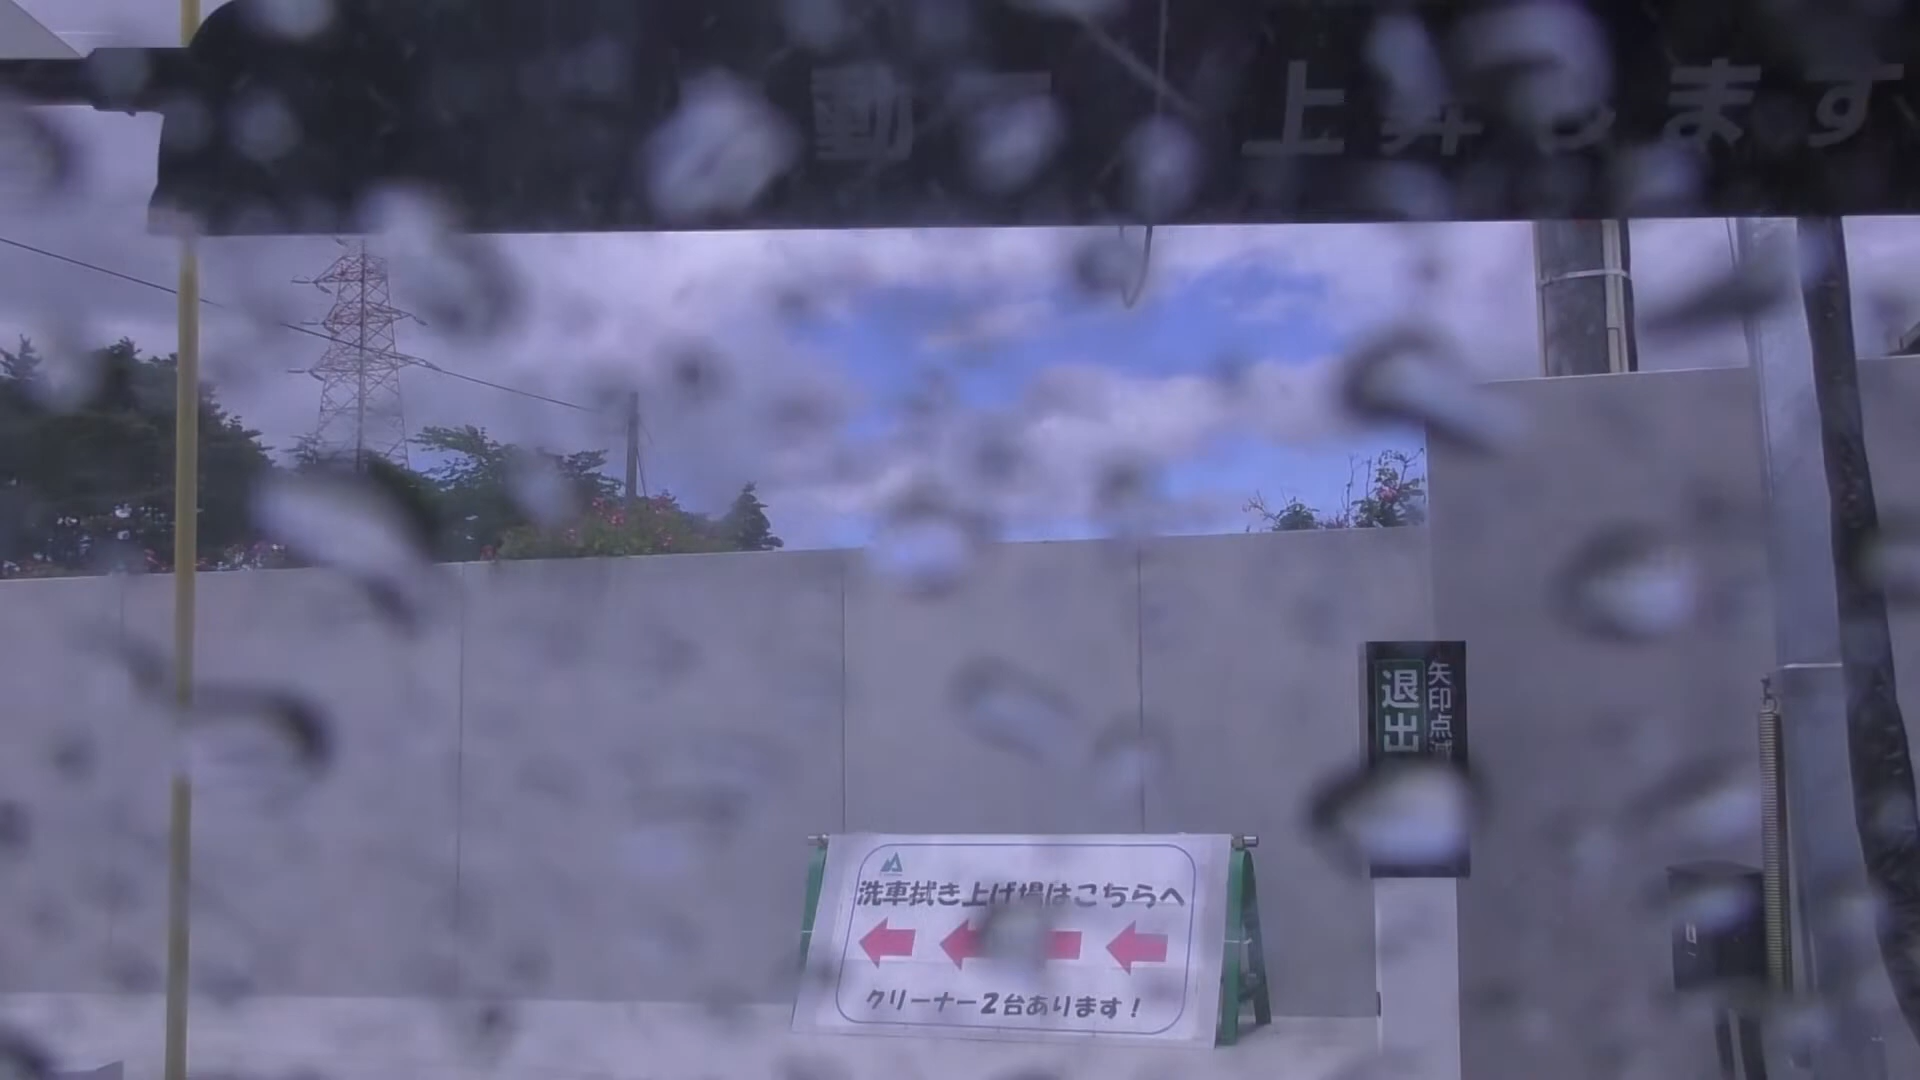 動
上昇します
退出
矢印点滅
洗車拭き上げ場はこちらへ
クリーナー2台あります!